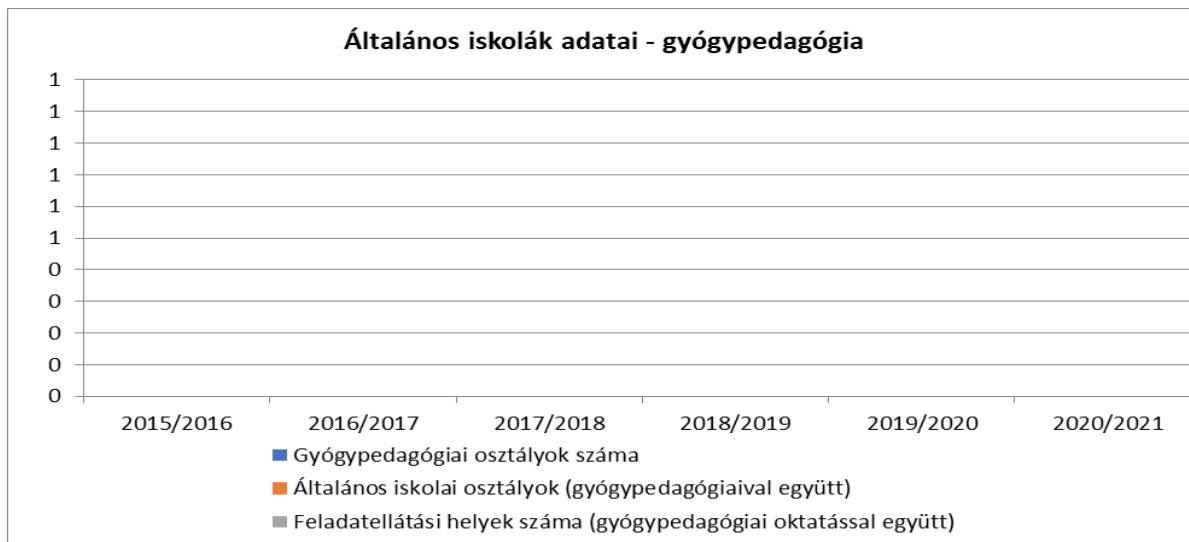 Általános iskolák adatai - gyógypedagógia
1
1
1
1
1
1
0
0
0
0
0
2015/2016 2016/2017 2017/2018 2018/2019 2019/2020 2020/2021
Gyógypedagógiai osztályok száma
Általános iskolai osztályok (gyógypedagógiaival együtt)
Feladatellátási helyek száma (gyógypedagógiai oktatással együtt)